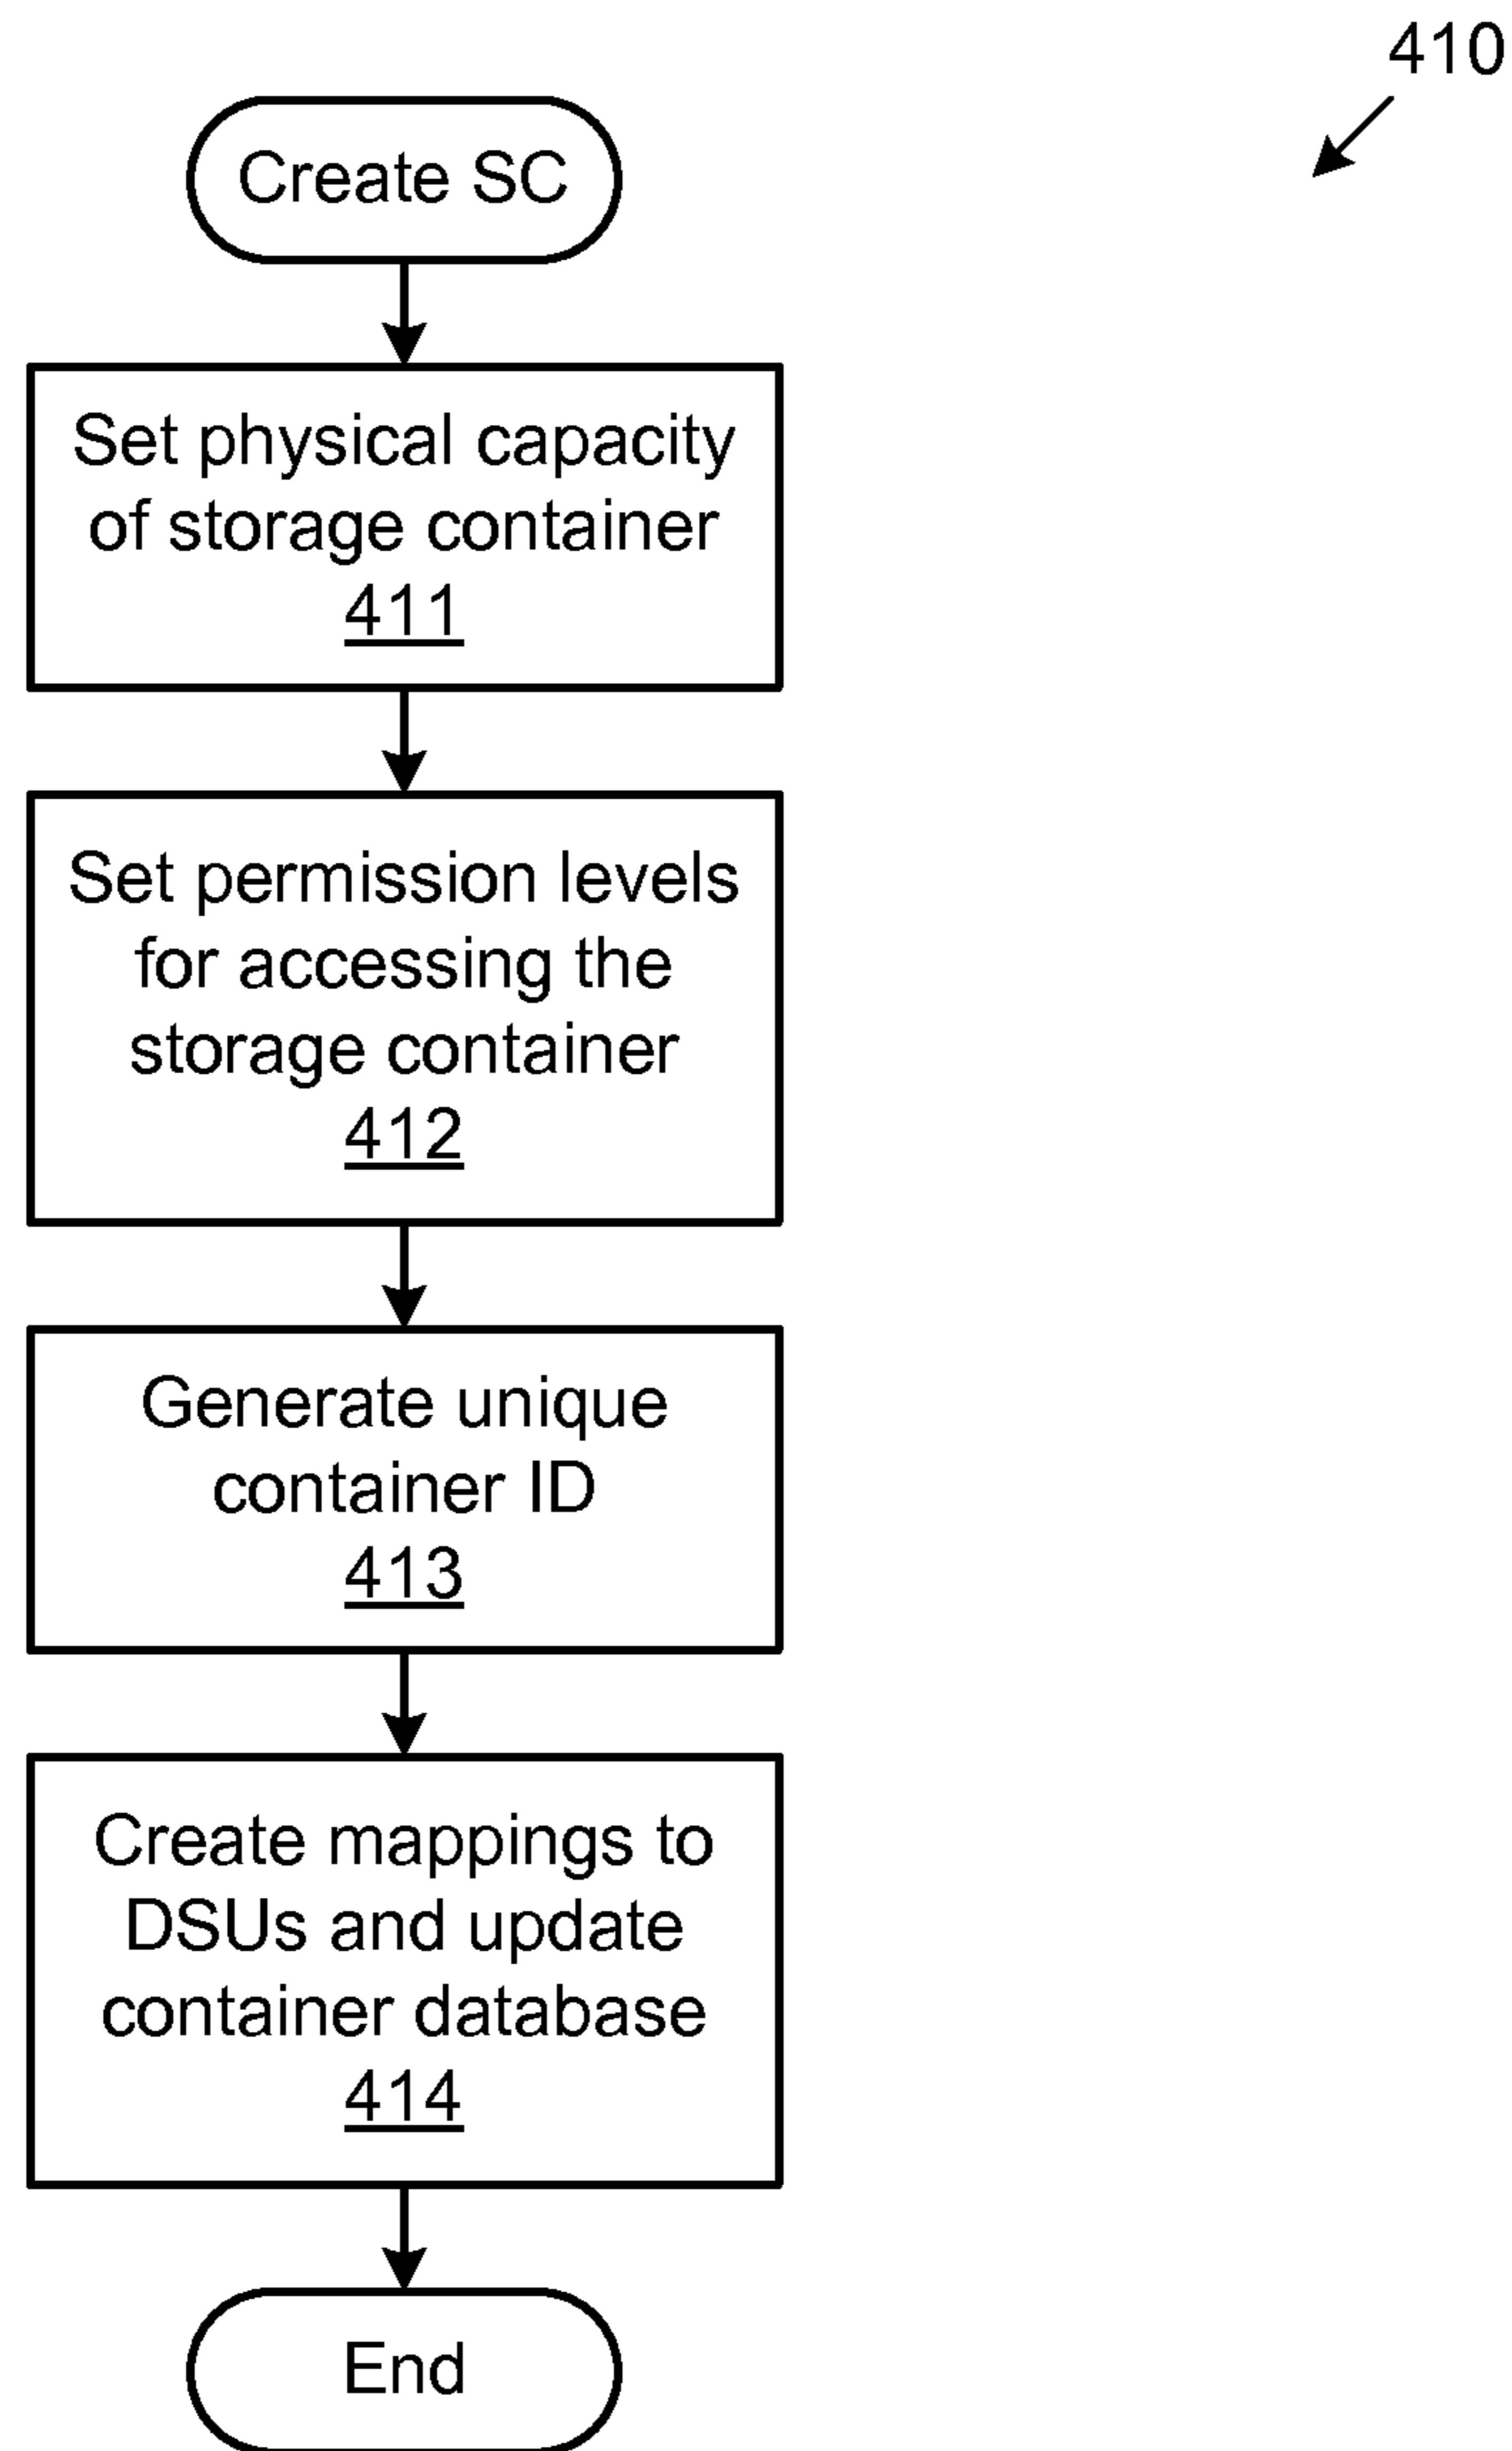 410
Create SC
Set physical capacity
of storage container
411
Set permission levels
for accessing the
storage container
412
Generate unique
container ID
413
Create mappings to
DSUs and update
container database
414
End